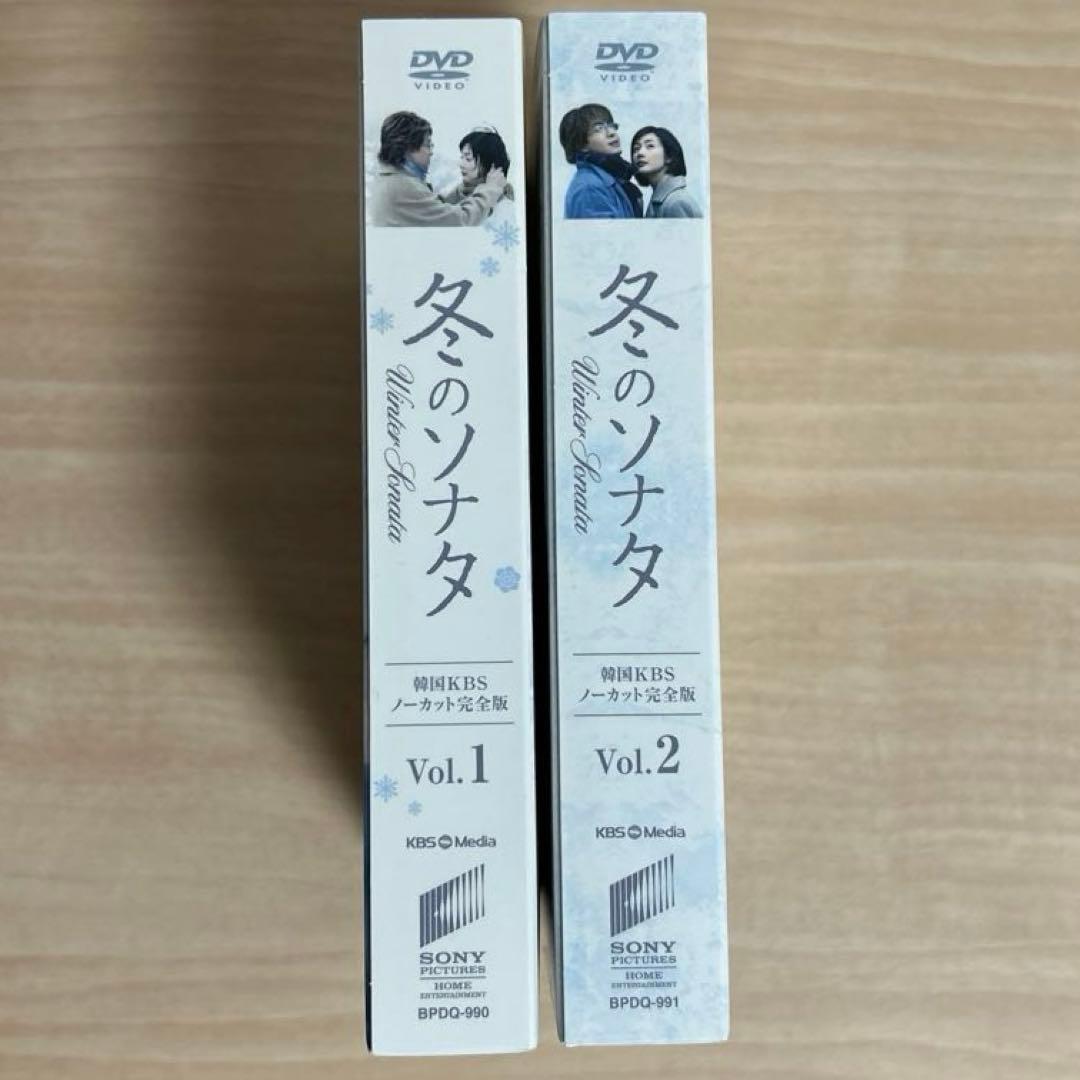 DVD
VIDEO
冬のソナタ
Winter Sonata
韓国KBS
ノーカット完全版
Vol.1
KBS Media
SONY
PICTURES
HOME
ENTERTAINMENT
BPDQ-990
DVD
VIDEO
冬のソナタ
Winter Sonata
韓国KBS
ノーカット完全版
Vol.2
KBS Media
SONY
PICTURES
HOME
ENTERTAINMENT
BPDQ-991